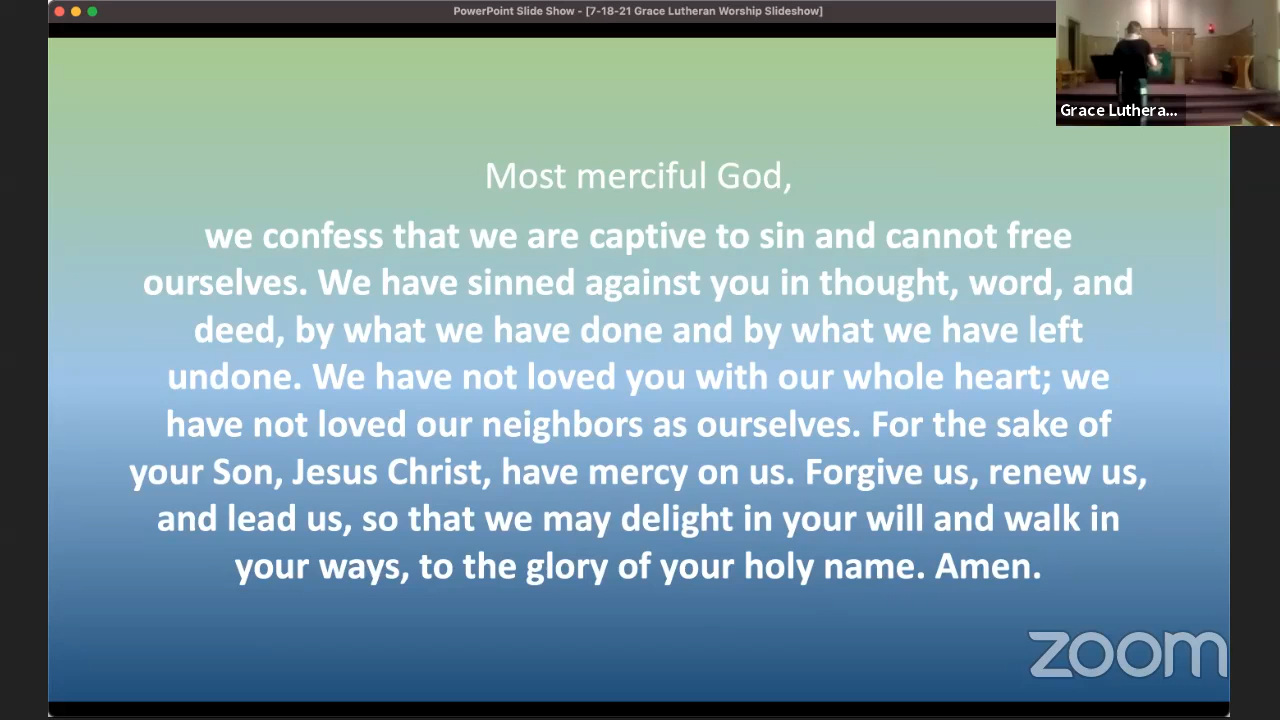 PowerPoint Slide Show - [7-18-21 Grace Lutheran Worship Slideshow]
Grace Luthera...
Most merciful God,
we confess that we are captive to sin and cannot free
ourselves. We have sinned against you in thought, word, and
deed, by what we have done and by what we have left
undone. We have not loved you with our whole heart; we
have not loved our neighbors as ourselves. For the sake of
your Son, Jesus Christ, have mercy on us. Forgive us, renew us,
and lead us, so that we may delight in your will and walk in
your ways, to the glory of your holy name. Amen.
zoom